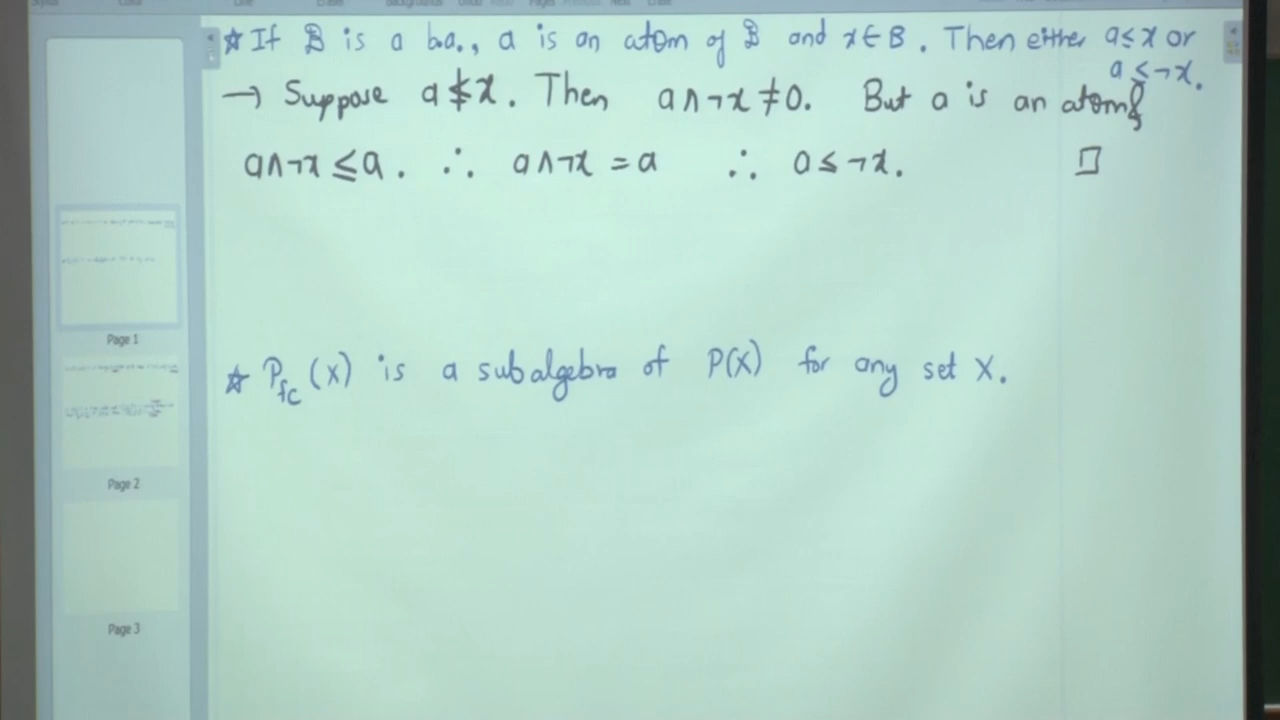 ☆ If 𝔹 is a b.a., a is an atom of 𝔹 and x ∈ B. Then either a ≤ x or
a ≤ ¬x.
→ Suppose a ≰ x. Then a ∧ ¬x ≠ 0. But a is an atom &
a ∧ ¬x ≤ a. ∴ a ∧ ¬x = a ∴ a ≤ ¬x. □
☆ P_fc (X) is a subalgebra of P(X) for any set X.
Page 1
Page 2
Page 3